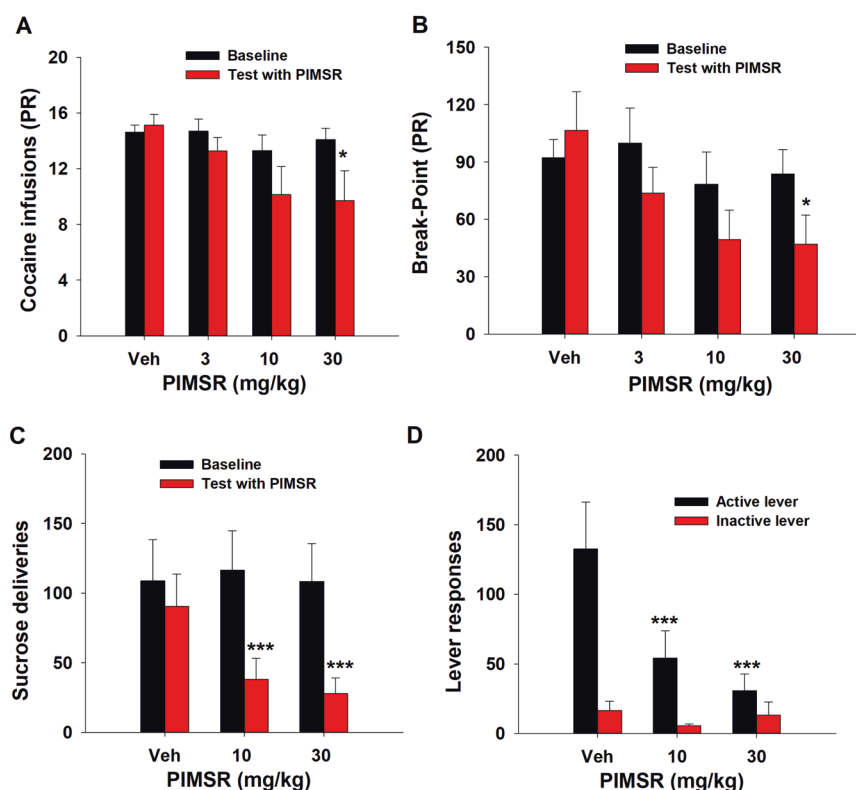 A
Baseline
Test with PIMSR
Cocaine infusions (PR)
20
16
12
8
4
0
*
Veh 3 10 30
PIMSR (mg/kg)
B
Baseline
Test with PIMSR
Break-Point (PR)
150
120
90
60
30
0
*
Veh 3 10 30
PIMSR (mg/kg)
C
Baseline
Test with PIMSR
Sucrose deliveries
200
150
100
50
0
*** ***
Veh 10 30
PIMSR (mg/kg)
D
Active lever
Inactive lever
Lever responses
200
150
100
50
0
*** ***
Veh 10 30
PIMSR (mg/kg)